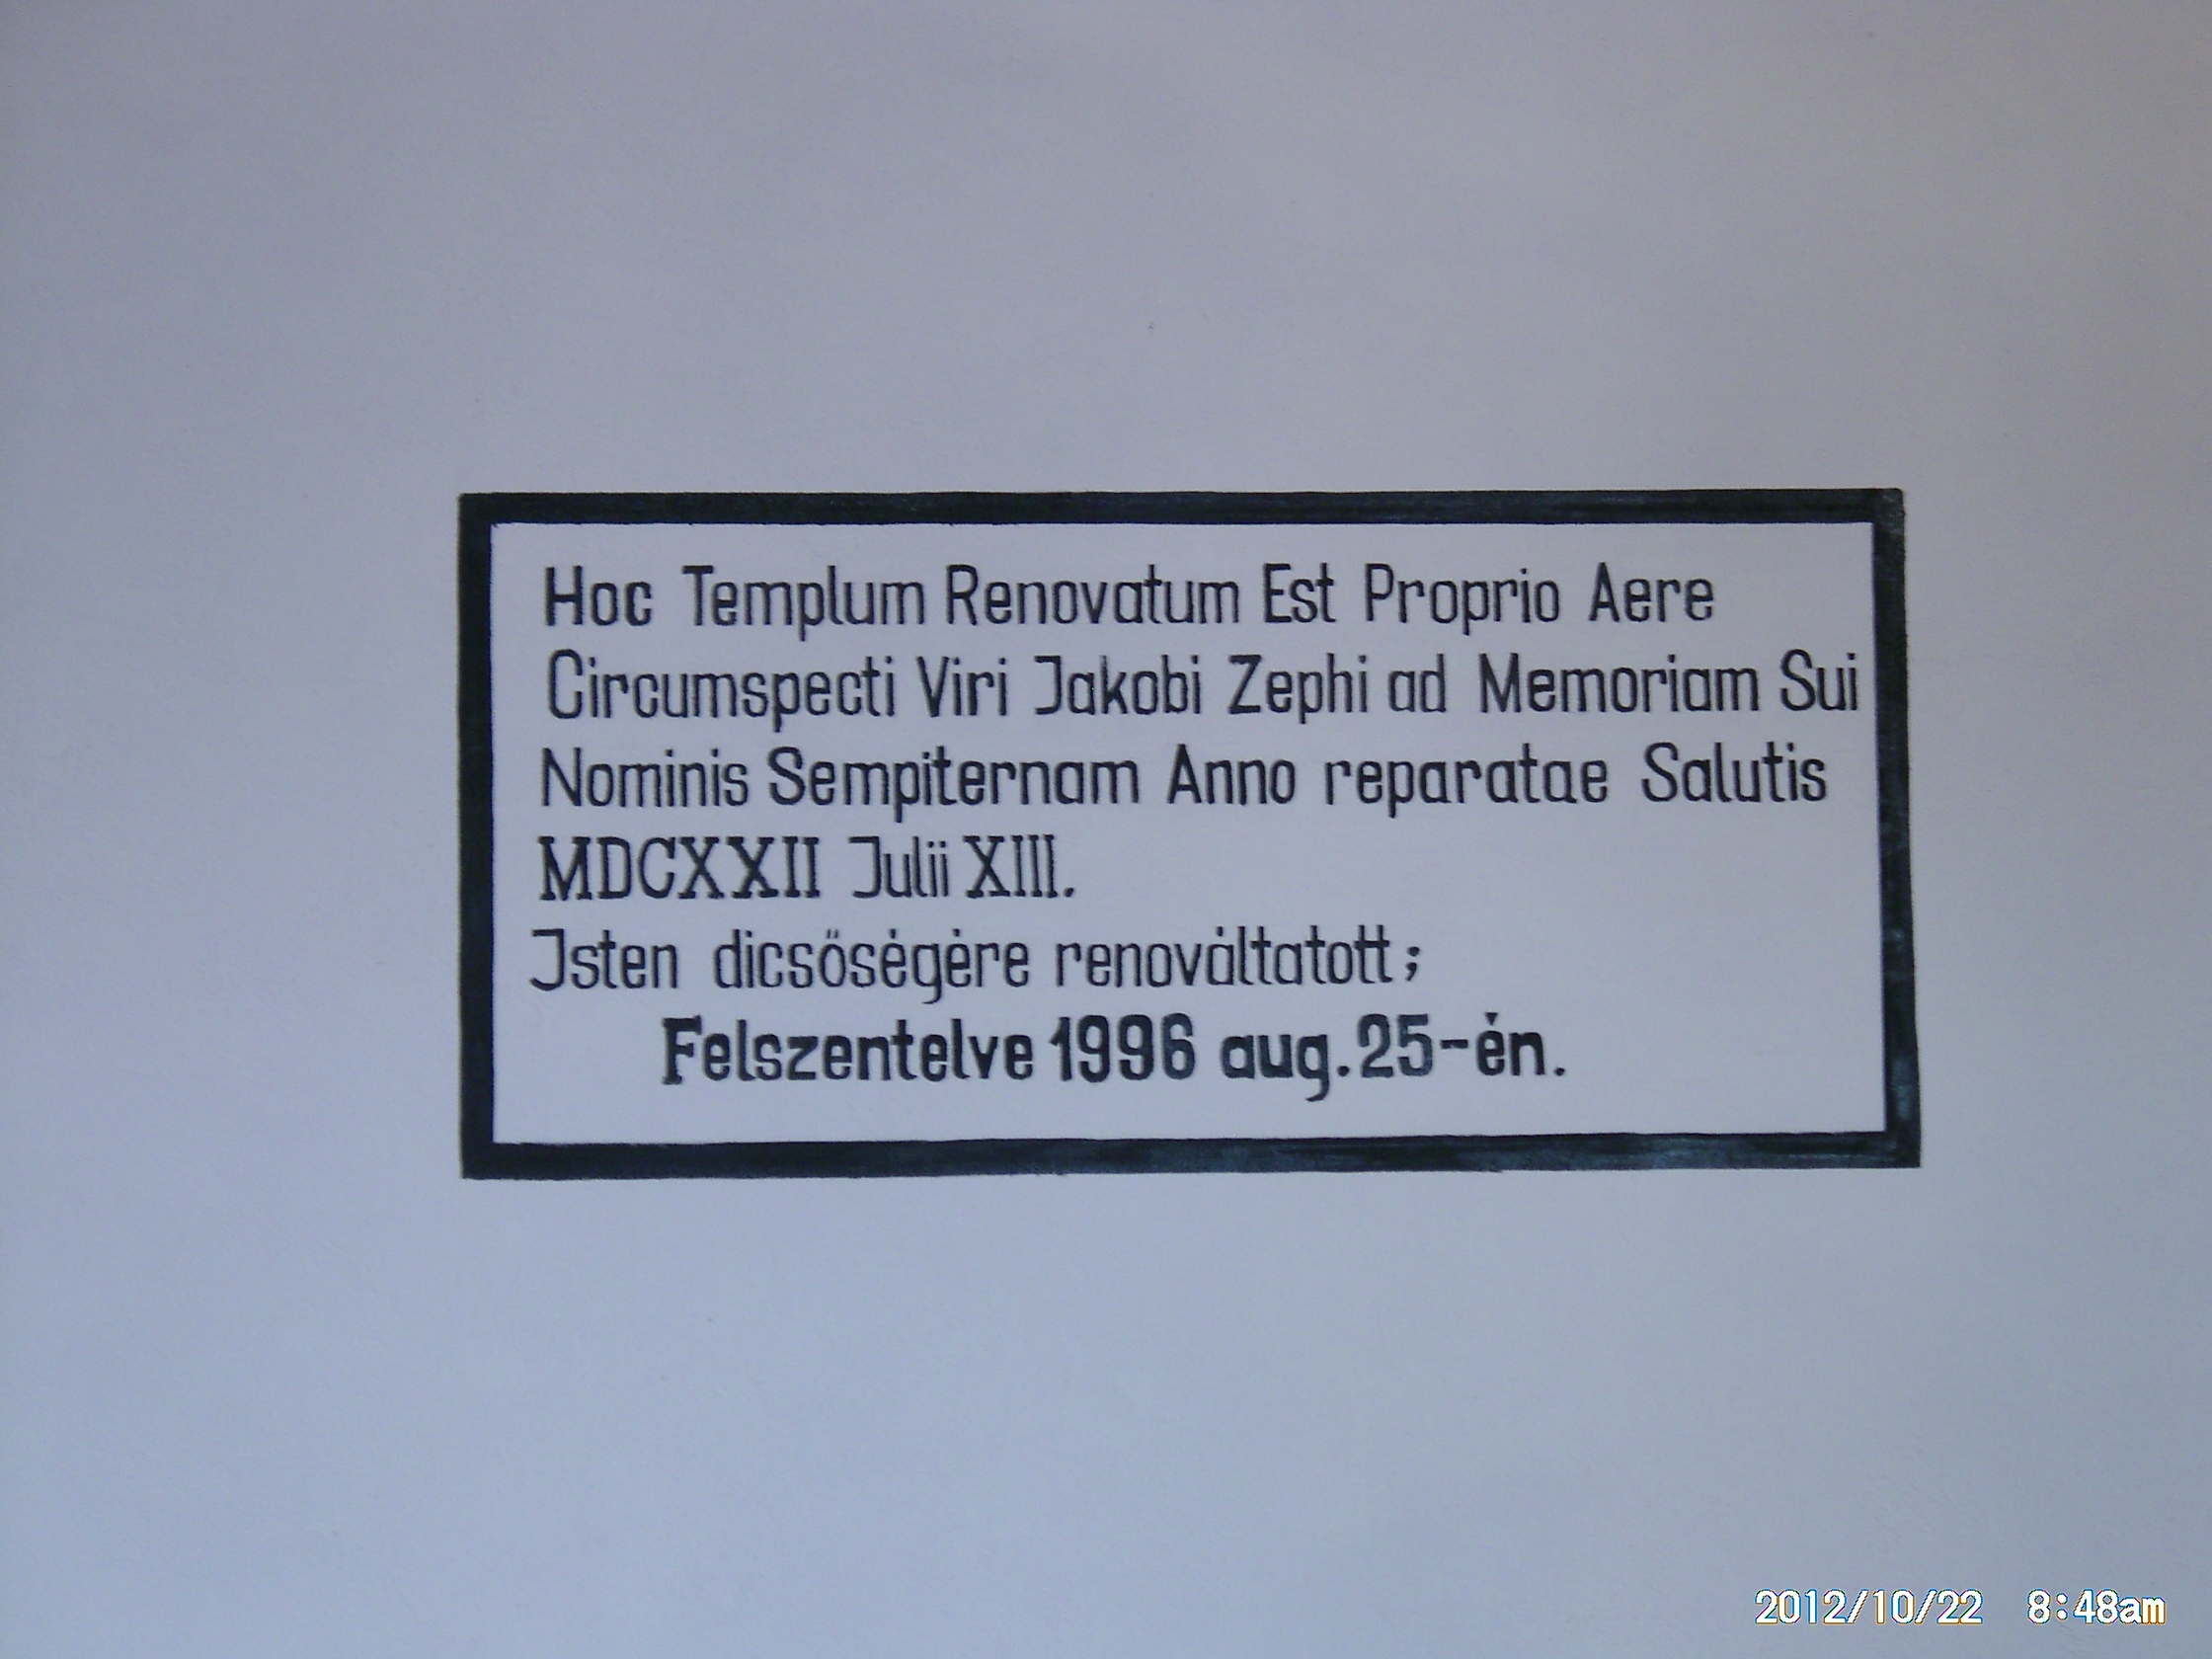 Hoc Templum Renovatum Est Proprio Aere
Circumspecti Viri Jakobi Zephi ad Memoriam Sui
Nominis Sempiternam Anno reparatae Salutis
MDCXXII Julii XIII.
Isten dicsőségére renováltatott;
Felszentelve 1996 aug. 25-én.
2012/10/22 8:48am